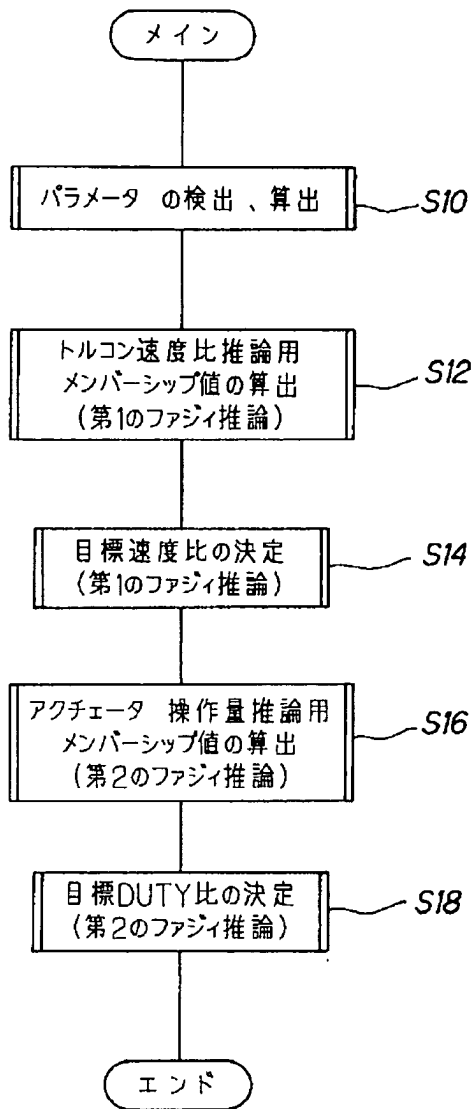 メイン
パラメータ の検出、算出
S10
トルコン速度比推論用
メンバーシップ値の算出
(第1のファジィ推論)
S12
目標速度比の決定
(第1のファジィ推論)
S14
アクチェータ 操作量推論用
メンバーシップ値の算出
(第2のファジィ推論)
S16
目標DUTY比の決定
(第2のファジィ推論)
S18
エンド